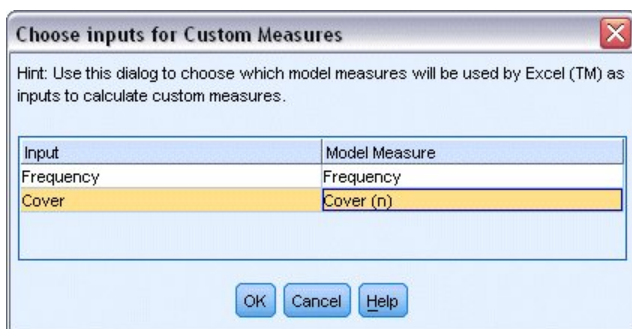 Choose inputs for Custom Measures
Hint: Use this dialog to choose which model measures will be used by Excel (TM) as
inputs to calculate custom measures.
Input Model Measure
Frequency Frequency
Cover Cover (n)
OK Cancel Help